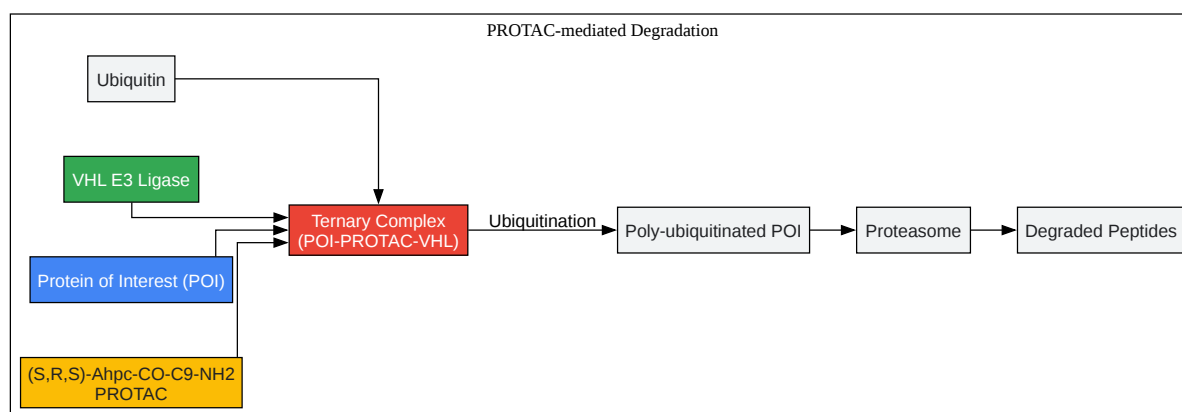 PROTAC-mediated Degradation
Ubiquitin
VHL E3 Ligase
Protein of Interest (POI)
(S,R,S)-Ahpc-CO-C9-NH2
PROTAC
Ternary Complex
(POI-PROTAC-VHL)
Ubiquitination
Poly-ubiquitinated POI
Proteasome
Degraded Peptides